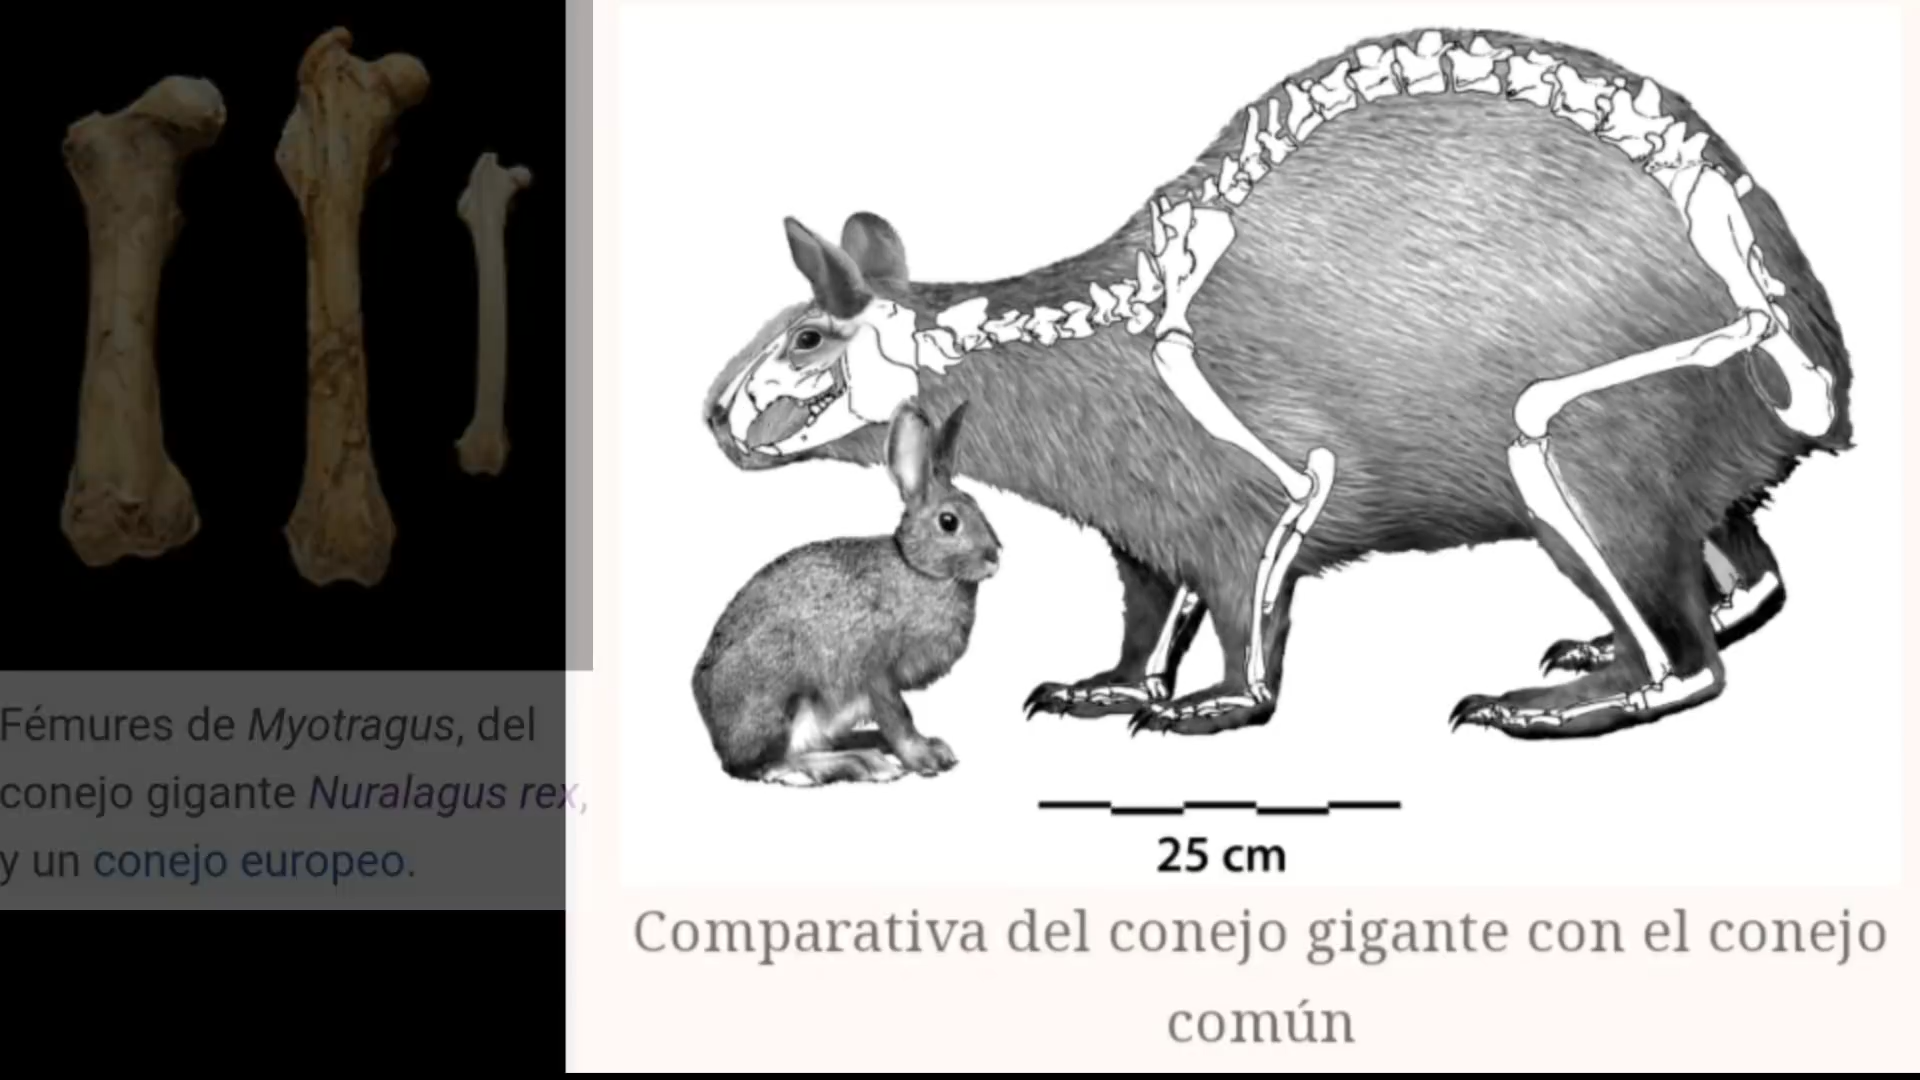 Fémures de Myotragus, del
conejo gigante Nuralagus rex,
y un conejo europeo.
25 cm
Comparativa del conejo gigante con el conejo
común